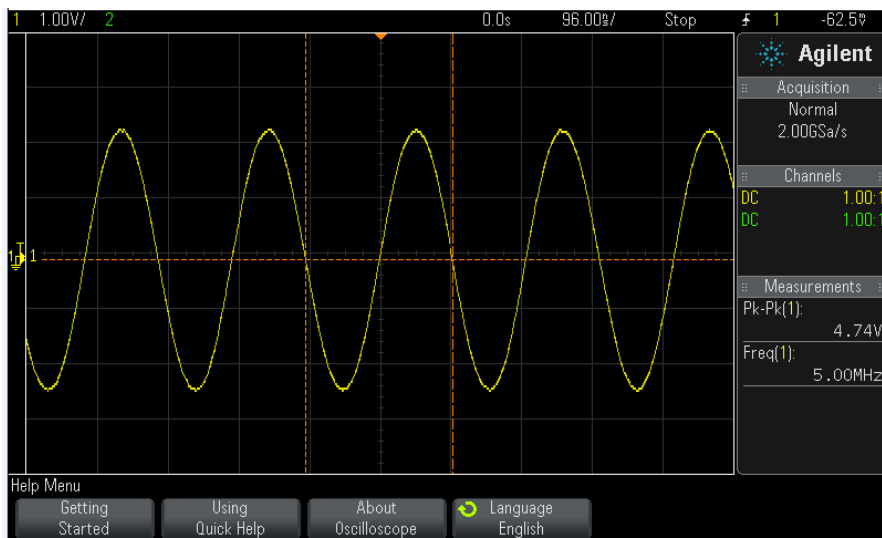 1 1.00V/ 2 0.0s 96.00ns/ Stop 1 -62.5V
Agilent
Acquisition
Normal
2.00GSa/s
Channels
DC 1.00:1
DC 1.00:1
1 1
Measurements
Pk-Pk(1):
4.74V
Freq(1):
5.00MHz
Help Menu
Getting
Started
Using
Quick Help
About
Oscilloscope
Language
English